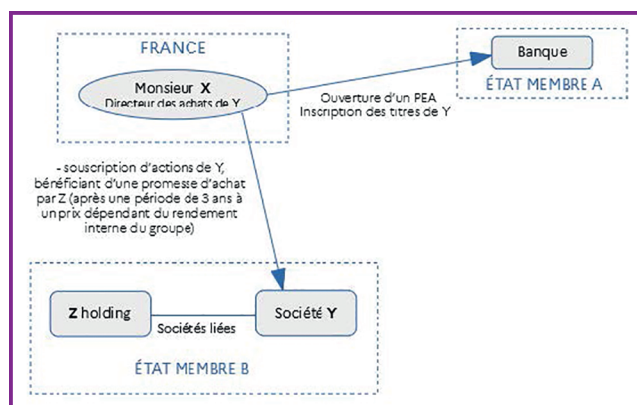 FRANCE
Monsieur X
Directeur des achats de Y
Banque
ÉTAT MEMBRE A
Ouverture d'un PEA
Inscription des titres de Y
- souscription d'actions de Y,
bénéficiant d'une promesse d'achat
par Z (après une période de 3 ans à
un prix dépendant du rendement
interne du groupe)
Z holding
Sociétés liées
Société Y
ÉTAT MEMBRE B